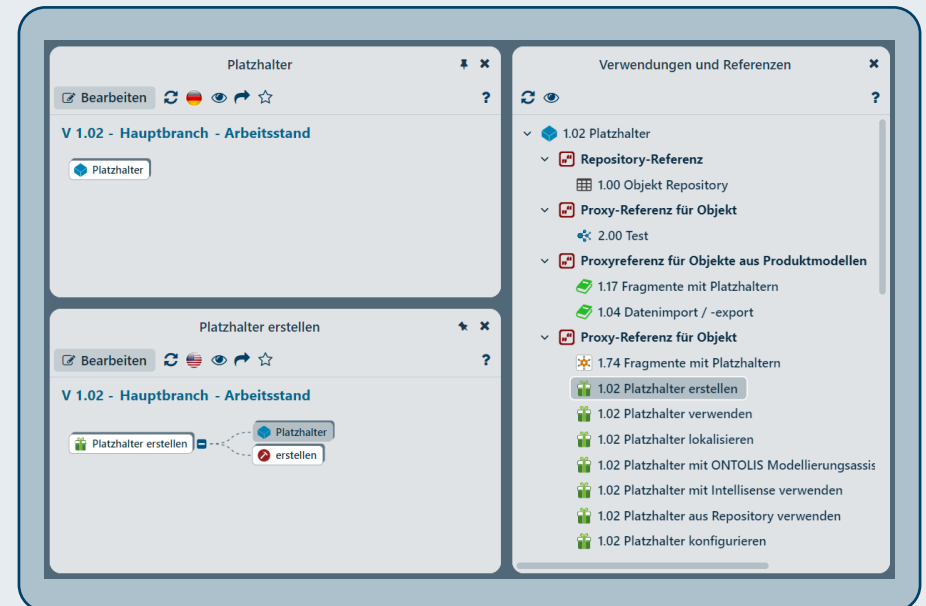 Platzhalter
Bearbeiten ?
V 1.02 - Hauptbranch - Arbeitsstand
Platzhalter
Platzhalter erstellen
Bearbeiten ?
V 1.02 - Hauptbranch - Arbeitsstand
Platzhalter erstellen
Platzhalter
erstellen
Verwendungen und Referenzen
?
1.02 Platzhalter
Repository-Referenz
1.00 Objekt Repository
Proxy-Referenz für Objekt
2.00 Test
Proxyreferenz für Objekte aus Produktmodellen
1.17 Fragmente mit Platzhaltern
1.04 Datenimport / -export
Proxy-Referenz für Objekt
1.74 Fragmente mit Platzhaltern
1.02 Platzhalter erstellen
1.02 Platzhalter verwenden
1.02 Platzhalter lokalisieren
1.02 Platzhalter mit ONTOLIS Modellierungsassis
1.02 Platzhalter mit Intellisense verwenden
1.02 Platzhalter aus Repository verwenden
1.02 Platzhalter konfigurieren